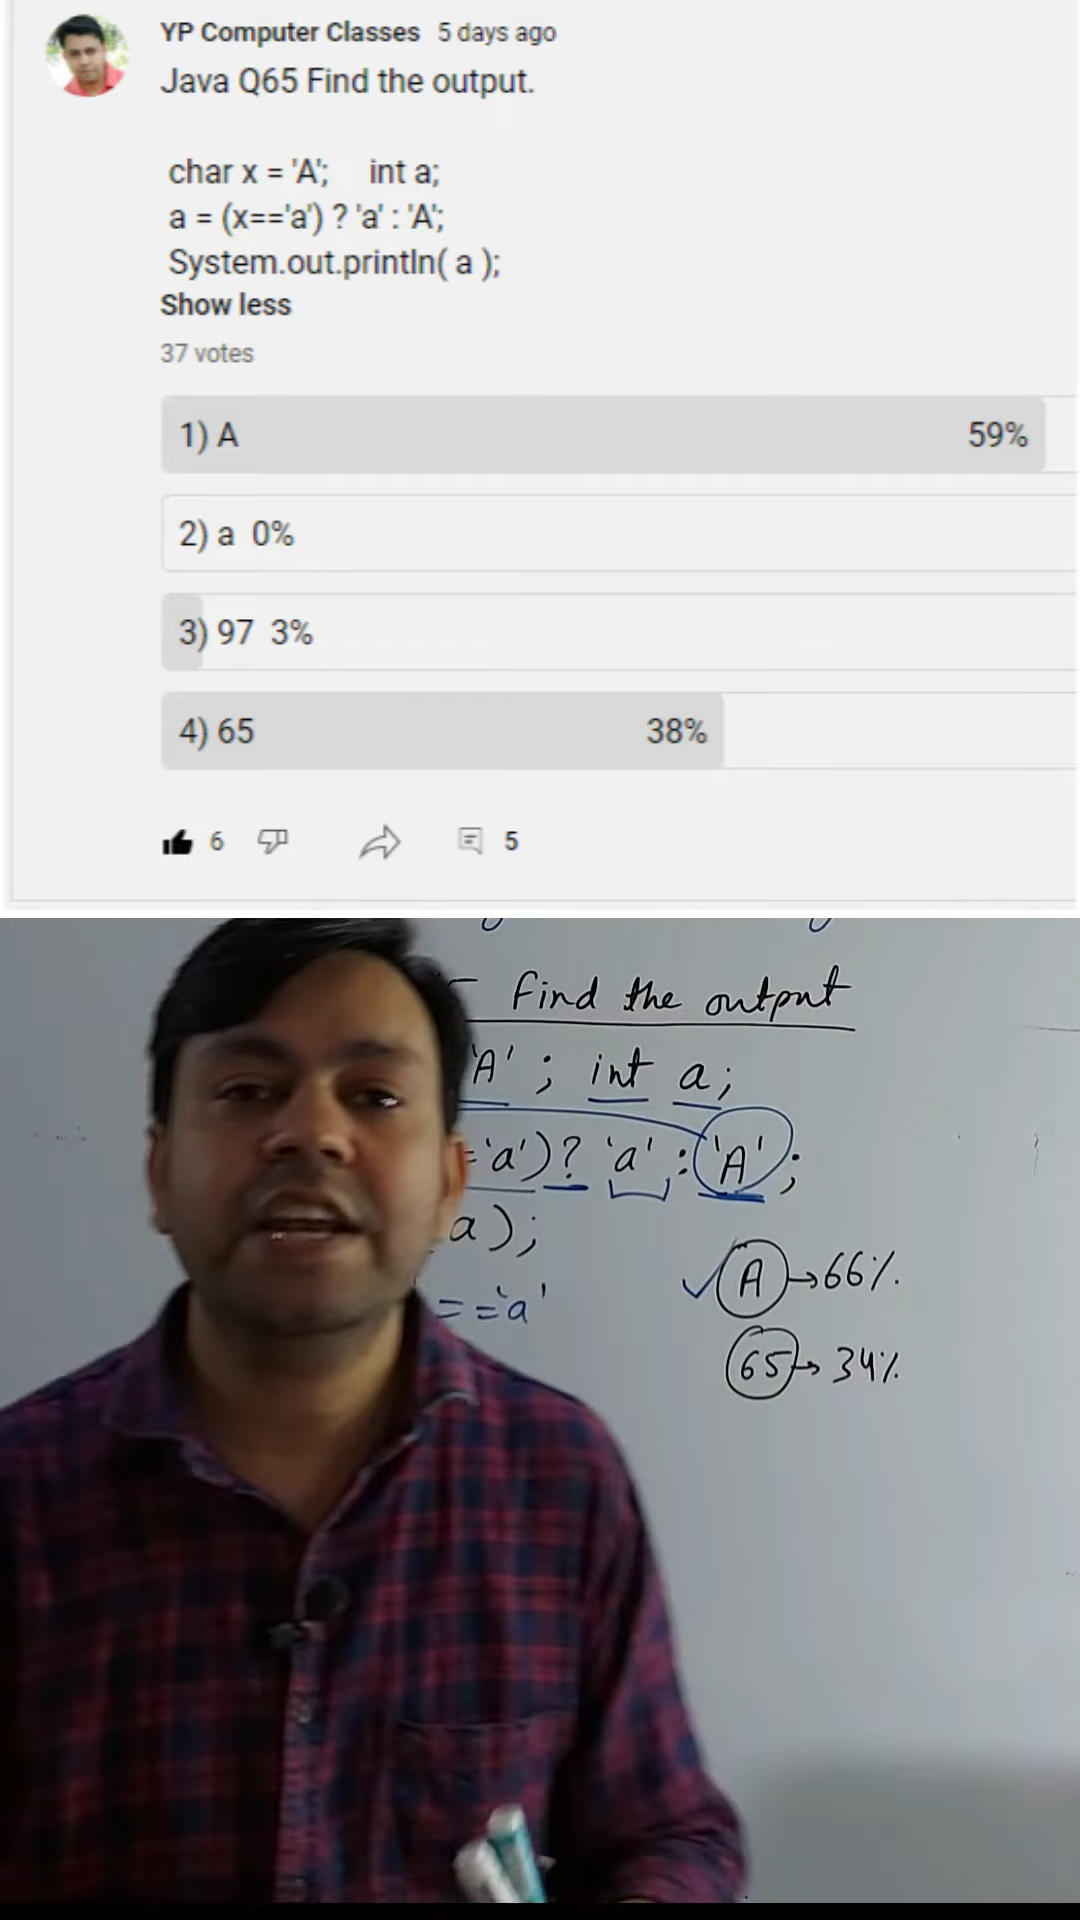 YP Computer Classes 5 days ago
Java Q65 Find the output.
char x = 'A'; int a;
a = (x=='a') ? 'a' : 'A';
System.out.println( a );
Show less
37 votes
1) A 59%
2) a 0%
3) 97 3%
4) 65 38%
6 5
Find the output
'A' ; int a;
='a') ? 'a' : 'A' ;
a);
=='a'
A → 66%.
65 → 34%